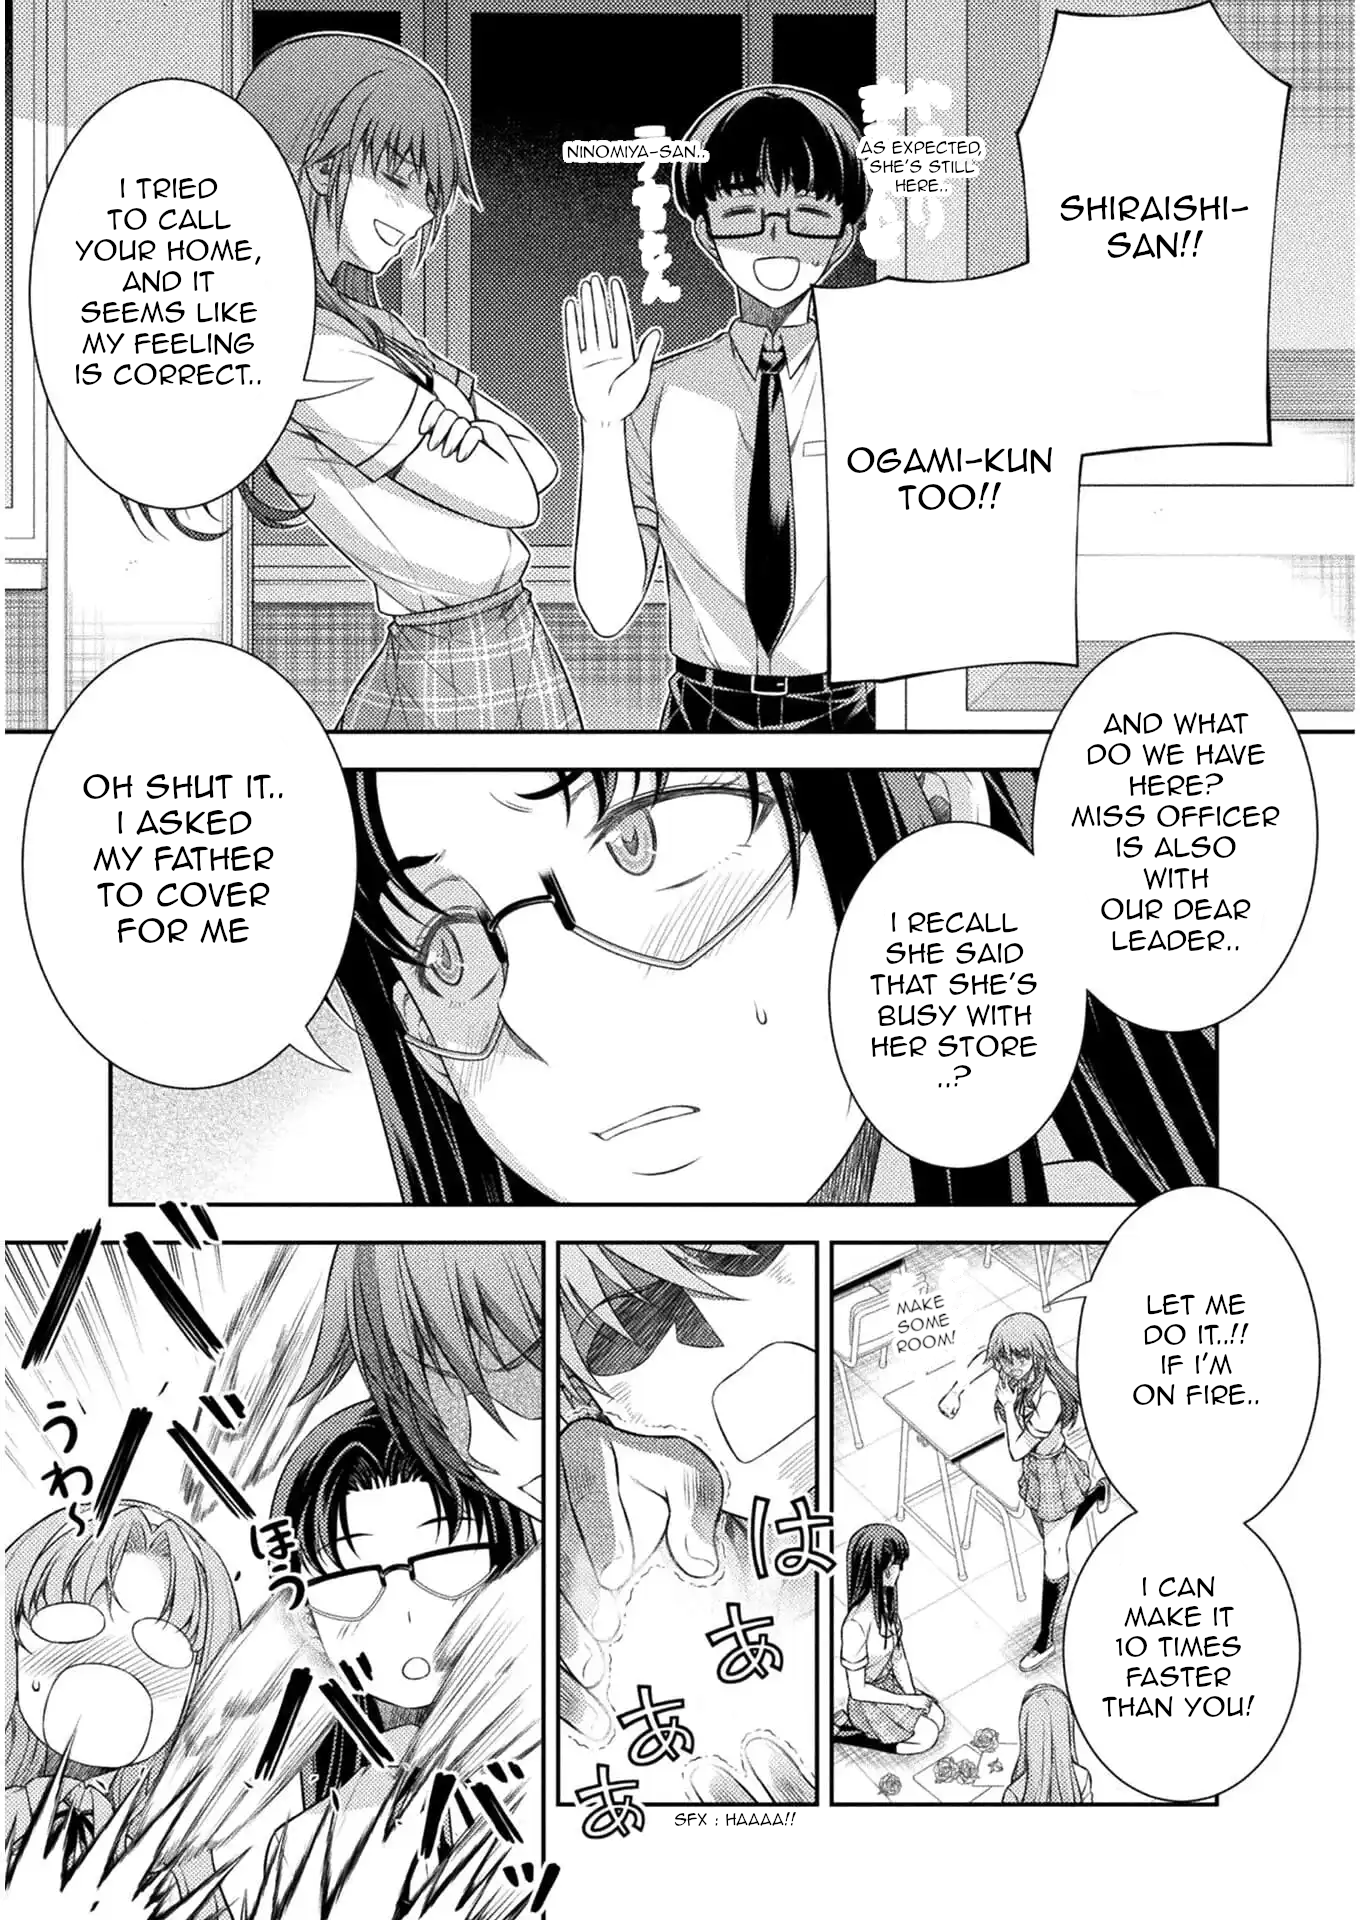 SHIRAISHI-
SAN!!
OGAMI-KUN
TOO!!
AS EXPECTED,
SHE'S STILL
HERE..
NINOMIYA-SAN..
I TRIED
TO CALL
YOUR HOME,
AND IT
SEEMS LIKE
MY FEELING
IS CORRECT..
AND WHAT
DO WE HAVE
HERE?
MISS OFFICER
IS ALSO
WITH
OUR DEAR
LEADER..
I RECALL
SHE SAID
THAT SHE'S
BUSY WITH
HER STORE
..?
OH SHUT IT..
I ASKED
MY FATHER
TO COVER
FOR ME
LET ME
DO IT..!!
IF I'M
ON FIRE..
MAKE
SOME
ROOM!
I CAN
MAKE IT
10 TIMES
FASTER
THAN YOU!
は
あ
あ
ぁ
ぁ
SFX : HAAAA!!
ほう
うわ～